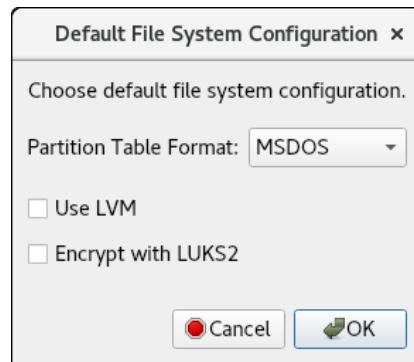 Default File System Configuration ×
Choose default file system configuration.
Partition Table Format: MSDOS
Use LVM
Encrypt with LUKS2
Cancel OK